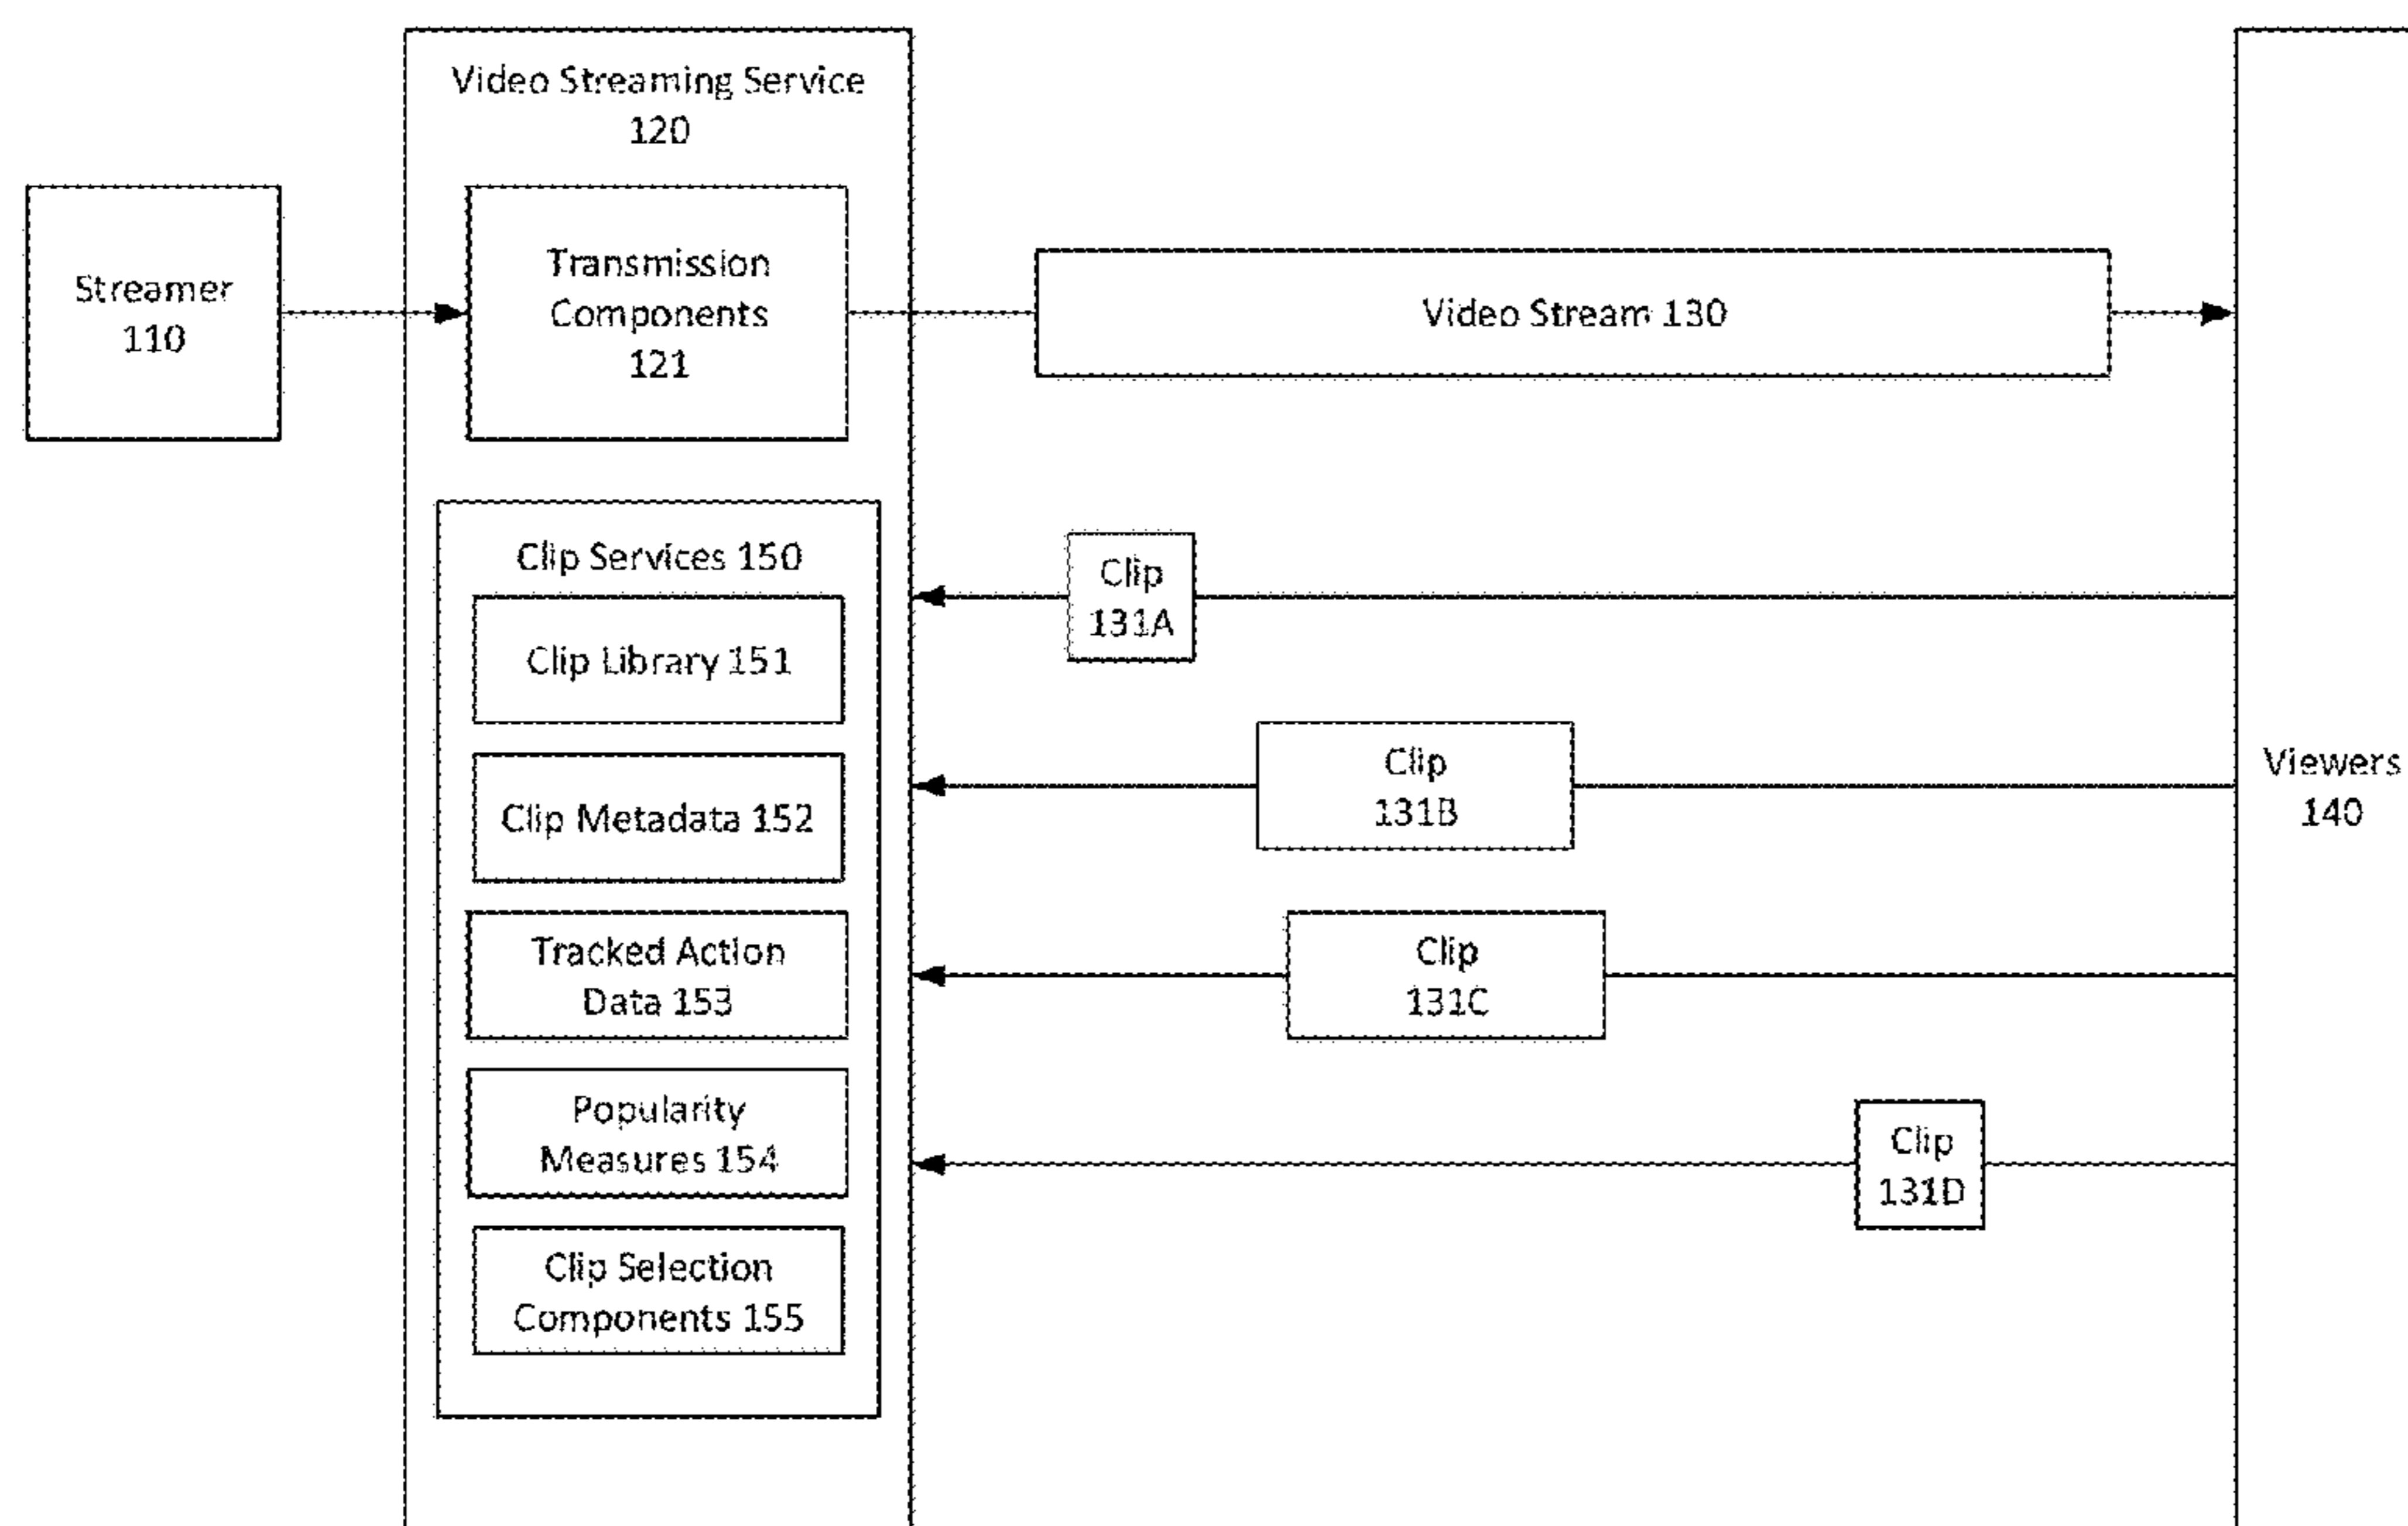 Video Streaming Service
120
Streamer
110
Transmission
Components
121
Video Stream 130
Clip Services 150
Clip Library 151
Clip Metadata 152
Tracked Action
Data 153
Popularity
Measures 154
Clip Selection
Components 155
Clip
131A
Clip
131B
Clip
131C
Clip
131D
Viewers
140